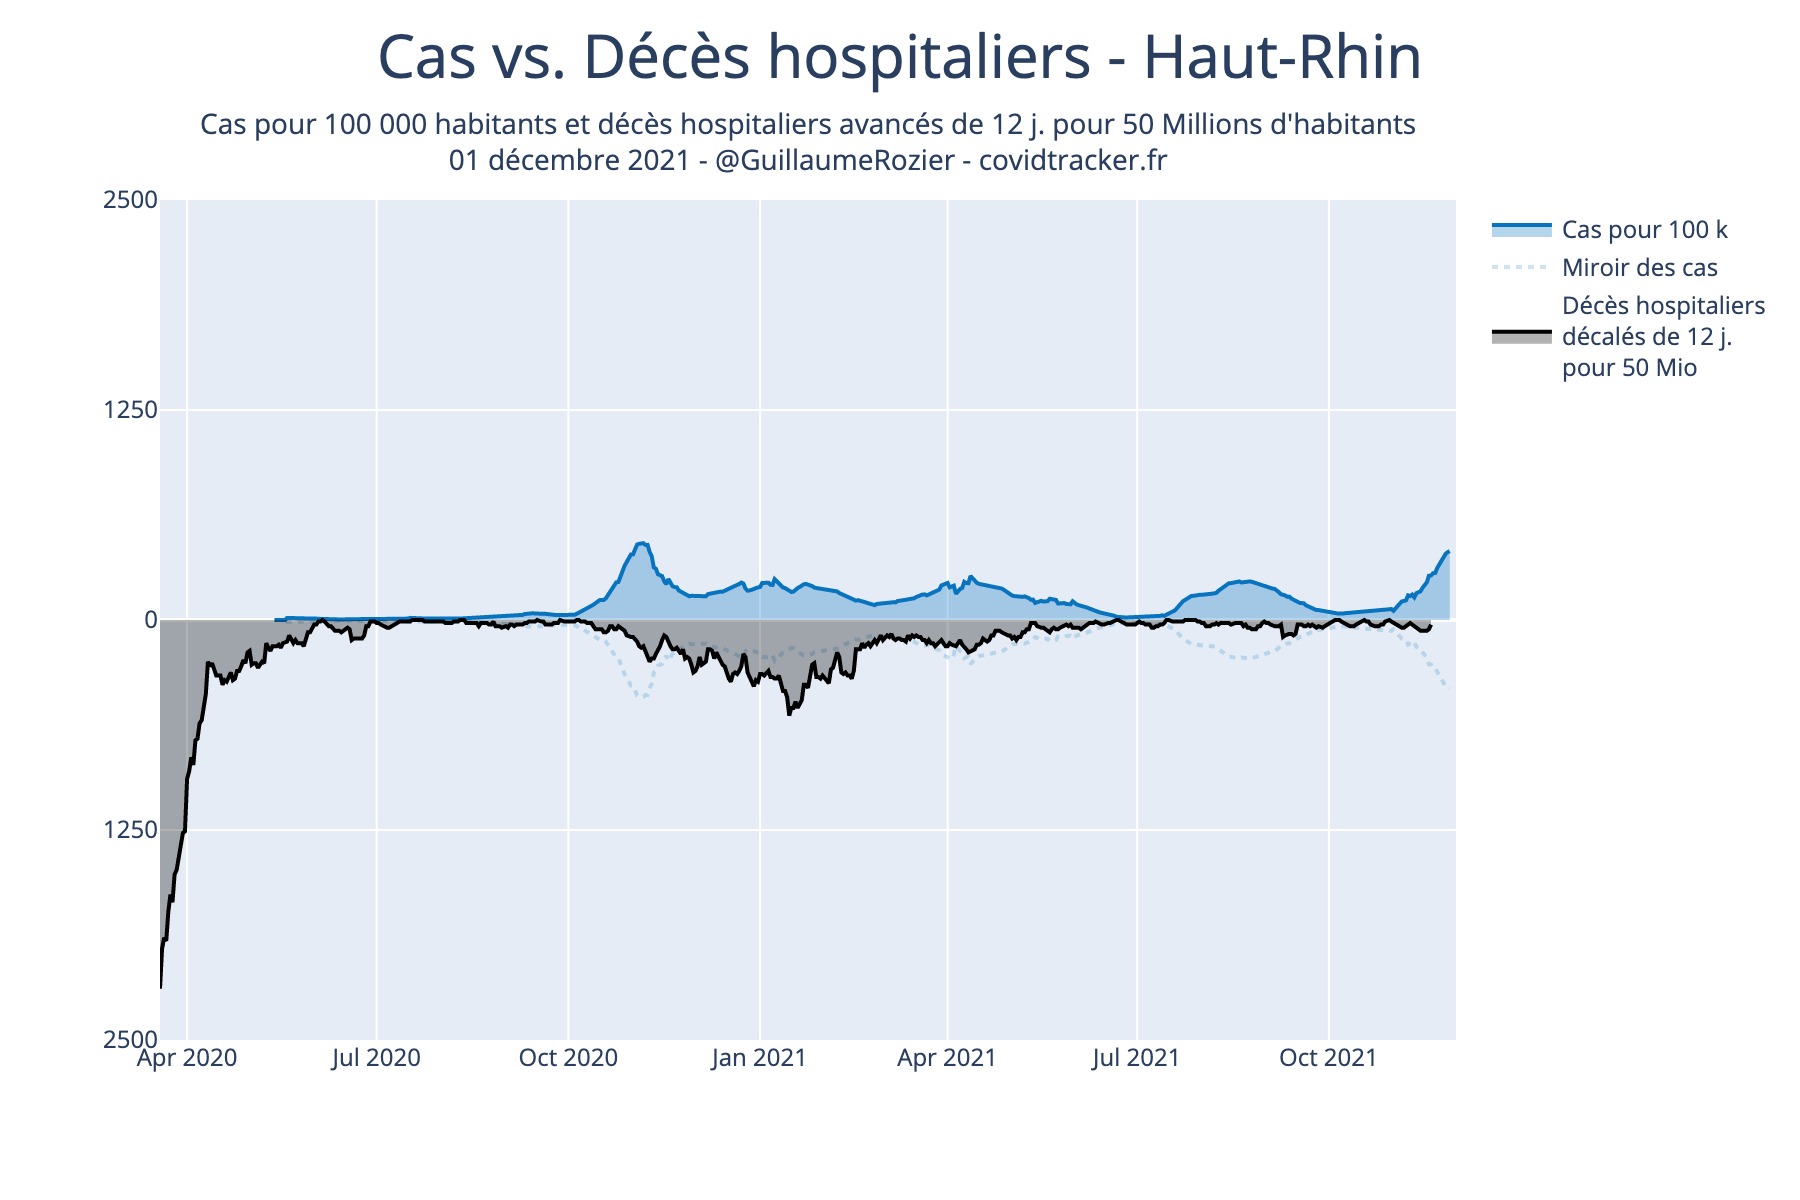 Cas vs. Décès hospitaliers - Haut-Rhin
Cas pour 100 000 habitants et décès hospitaliers avancés de 12 j. pour 50 Millions d'habitants
01 décembre 2021 - @GuillaumeRozier - covidtracker.fr
2500
1250
0
1250
2500
Apr 2020
Jul 2020
Oct 2020
Jan 2021
Apr 2021
Jul 2021
Oct 2021
Cas pour 100 k
Miroir des cas
Décès hospitaliers
décalés de 12 j.
pour 50 Mio